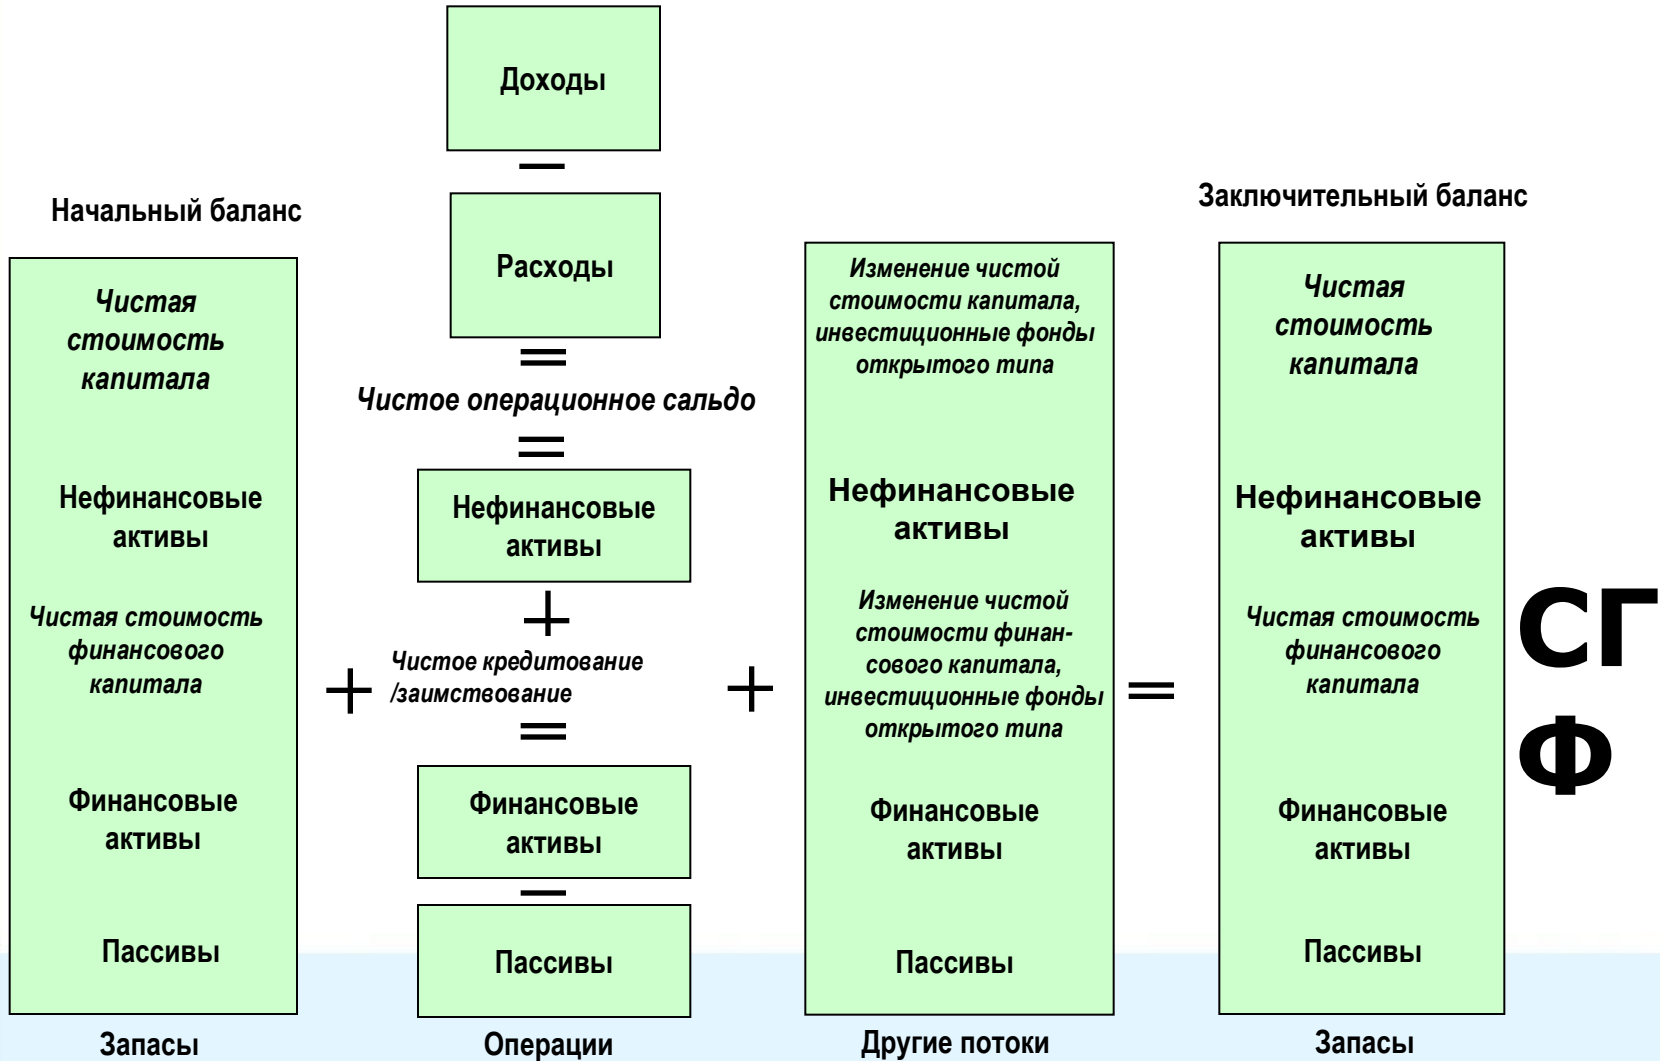 Начальный баланс
Чистая
стоимость
капитала
Нефинансовые
активы
Чистая стоимость
финансового
капитала
Финансовые
активы
Пассивы
Запасы
+
Доходы
–
Расходы
=
Чистое операционное сальдо
=
Нефинансовые
активы
+
Чистое кредитование
/заимствование
=
Финансовые
активы
–
Пассивы
Операции
+
Изменение чистой
стоимости капитала,
инвестиционные фонды
открытого типа
Нефинансовые
активы
Изменение чистой
стоимости финан-
сового капитала,
инвестиционные фонды
открытого типа
Финансовые
активы
Пассивы
Другие потоки
=
Заключительный баланс
Чистая
стоимость
капитала
Нефинансовые
активы
Чистая стоимость
финансового
капитала
Финансовые
активы
Пассивы
Запасы
СГ
Ф